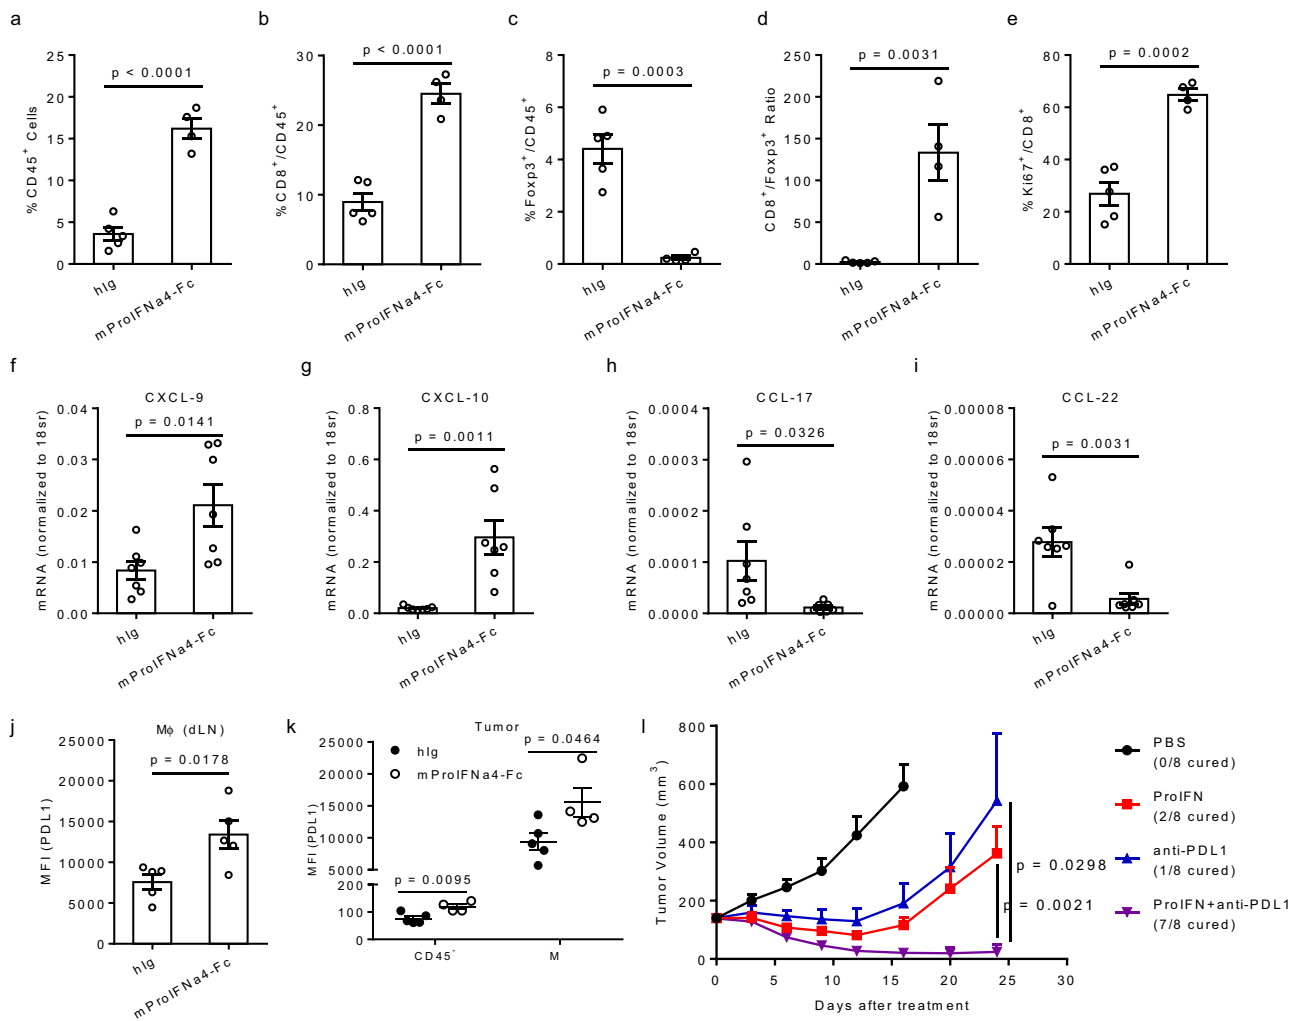 a
% CD45+ Cells
25
20
15
10
5
0
p < 0.0001
hIg
mProIFNa4-Fc
b
% CD8+/CD45+
30
20
10
0
p < 0.0001
hIg
mProIFNa4-Fc
c
% Foxp3+/CD45+
8
6
4
2
0
p = 0.0003
hIg
mProIFNa4-Fc
d
CD8+/Foxp3+ Ratio
250
200
150
100
50
0
p = 0.0031
hIg
mProIFNa4-Fc
e
% Ki67+/CD8+
80
60
40
20
0
p = 0.0002
hIg
mProIFNa4-Fc
f
CXCL-9
mRNA (normalized to 18sr)
0.04
0.03
0.02
0.01
0.00
p = 0.0141
hIg
mProIFNa4-Fc
g
CXCL-10
mRNA (normalized to 18sr)
0.8
0.6
0.4
0.2
0.0
p = 0.0011
hIg
mProIFNa4-Fc
h
CCL-17
mRNA (normalized to 18sr)
0.0004
0.0003
0.0002
0.0001
0.0000
p = 0.0326
hIg
mProIFNa4-Fc
i
CCL-22
mRNA (normalized to 18sr)
0.00008
0.00006
0.00004
0.00002
0.00000
p = 0.0031
hIg
mProIFNa4-Fc
j
Mϕ (dLN)
MFI (PDL1)
25000
20000
15000
10000
5000
0
p = 0.0178
hIg
mProIFNa4-Fc
k
Tumor
MFI (PDL1)
25000
20000
15000
10000
5000
200
100
0
hIg
mProIFNa4-Fc
p = 0.0464
p = 0.0095
CD45-
M
l
Tumor Volume (mm3)
800
600
400
200
0
0
5
10
15
20
25
30
Days after treatment
p = 0.0298
p = 0.0021
PBS
(0/8 cured)
ProIFN
(2/8 cured)
anti-PDL1
(1/8 cured)
ProIFN+anti-PDL1
(7/8 cured)